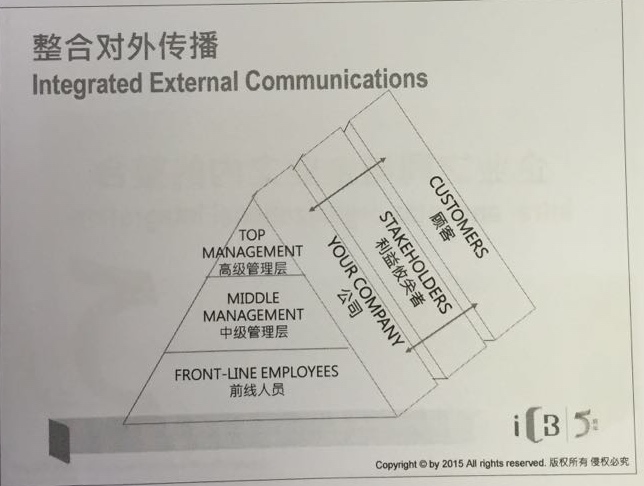 整合对外传播
Integrated External Communications
TOP
MANAGEMENT
高级管理层
MIDDLE
MANAGEMENT
中级管理层
FRONT-LINE EMPLOYEES
前线人员
YOUR COMPANY
公司
STAKEHOLDERS
利益收关者
CUSTOMERS
顾客
iCB 5
Copyright © by 2015 All rights reserved. 版权所有 侵权必究